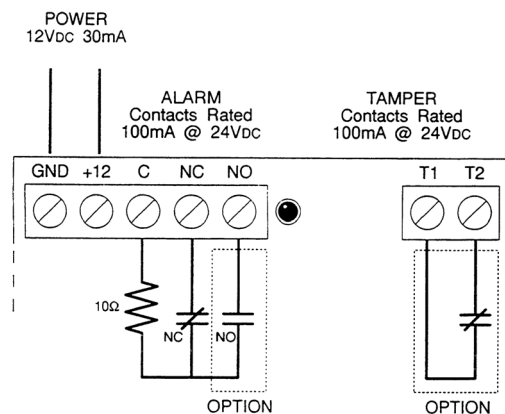 POWER
12VDC 30mA
ALARM
Contacts Rated
100mA @ 24VDC
TAMPER
Contacts Rated
100mA @ 24VDC
GND +12 C NC NO
T1 T2
10Ω
NC
NO
OPTION
OPTION